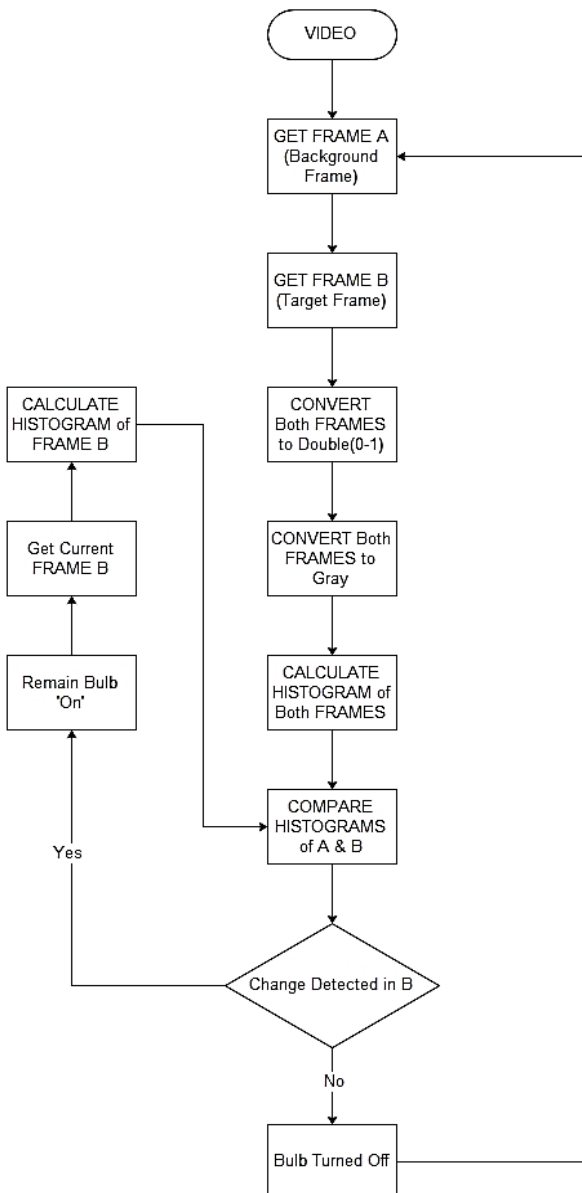 VIDEO
GET FRAME A
(Background
Frame)
GET FRAME B
(Target Frame)
CONVERT
Both FRAMES
to Double(0-1)
CONVERT Both
FRAMES to
Gray
CALCULATE
HISTOGRAM of
Both FRAMES
COMPARE
HISTOGRAMS
of A & B
Change Detected in B
Yes
Remain Bulb
'On'
Get Current
FRAME B
CALCULATE
HISTOGRAM of
FRAME B
No
Bulb Turned Off